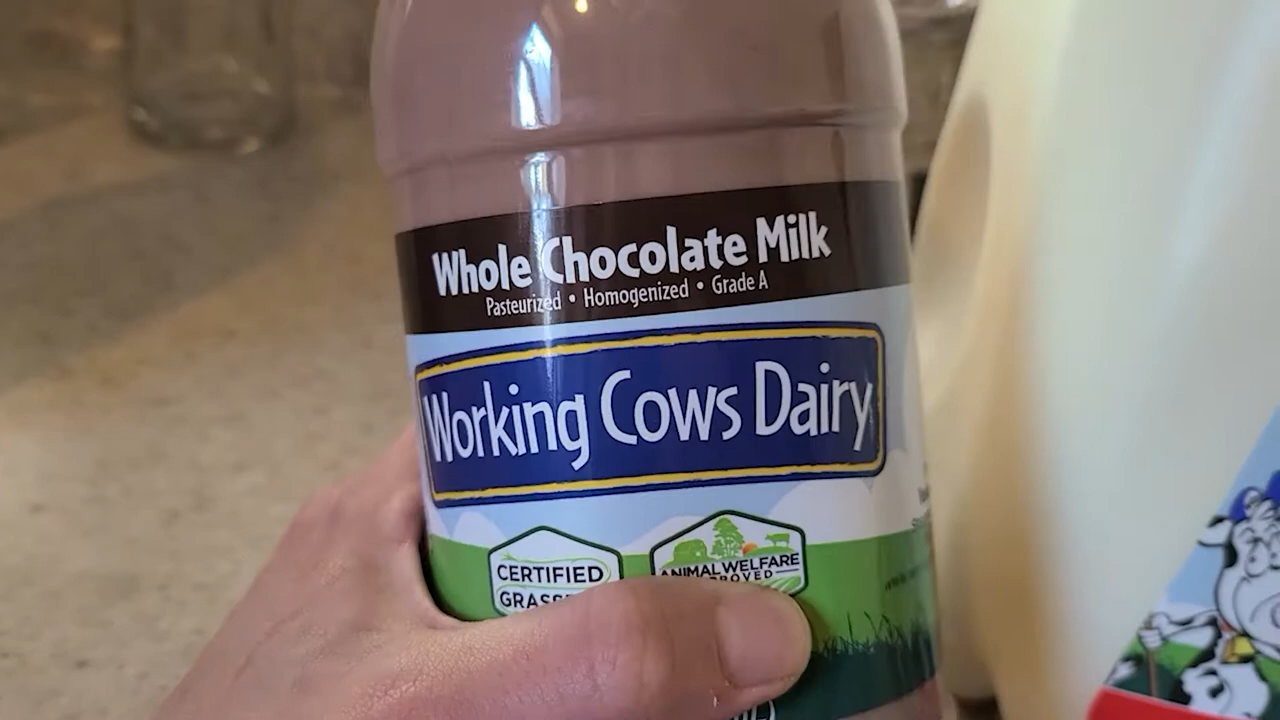 Whole Chocolate Milk
Pasteurized • Homogenized • Grade A
Working Cows Dairy
CERTIFIED
ANIMAL WELFARE